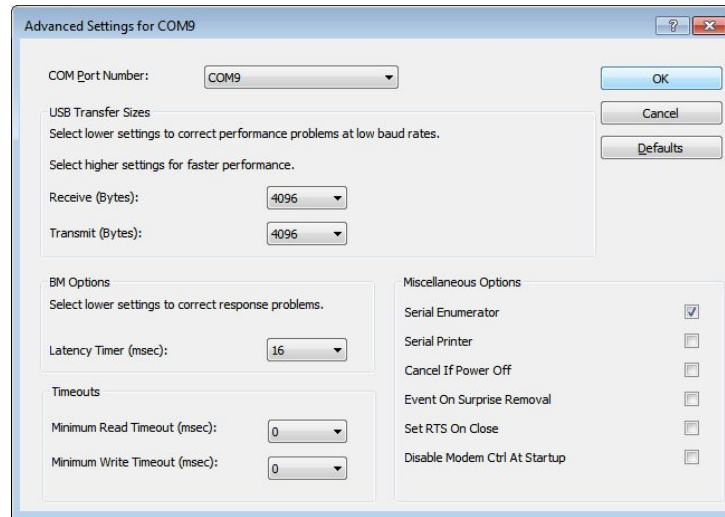 Advanced Settings for COM9
COM Port Number: COM9
OK
USB Transfer Sizes
Cancel
Select lower settings to correct performance problems at low baud rates.
Defaults
Select higher settings for faster performance.
Receive (Bytes): 4096
Transmit (Bytes): 4096
BM Options
Select lower settings to correct response problems.
Latency Timer (msec): 16
Timeouts
Minimum Read Timeout (msec): 0
Minimum Write Timeout (msec): 0
Miscellaneous Options
Serial Enumerator
Serial Printer
Cancel If Power Off
Event On Surprise Removal
Set RTS On Close
Disable Modem Ctrl At Startup